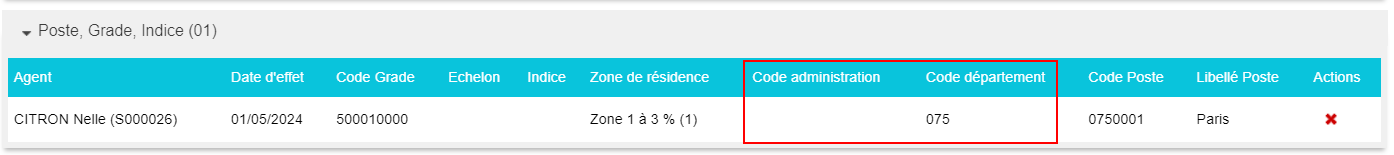 Poste, Grade, Indice (01)
Agent Date d'effet Code Grade Echelon Indice Zone de résidence Code administration Code département Code Poste Libellé Poste Actions
CITRON Nelle (S000026) 01/05/2024 500010000 Zone 1 à 3 % (1) 075 0750001 Paris